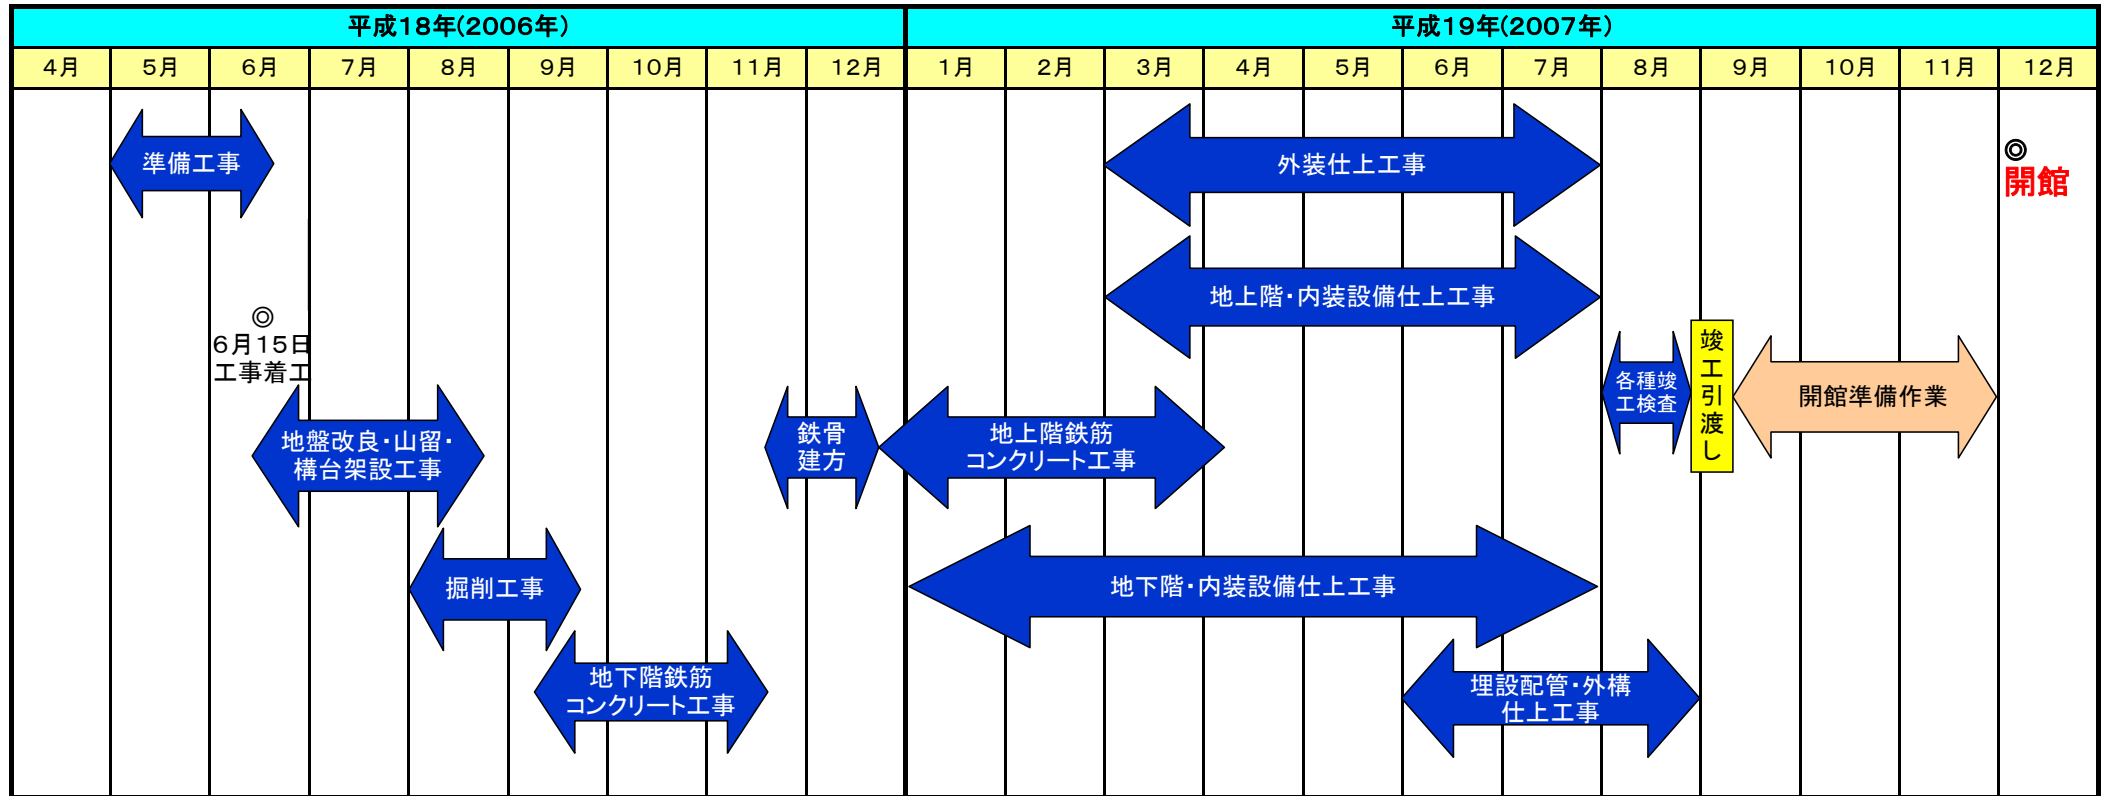 平成18年(2006年)
平成19年(2007年)
4月 5月 6月 7月 8月 9月 10月 11月 12月 1月 2月 3月 4月 5月 6月 7月 8月 9月 10月 11月 12月
準備工事
外装仕上工事
◎
開館
地上階・内装設備仕上工事
◎
6月15日
工事着工
地盤改良・山留・
構台架設工事
鉄骨
建方
地上階鉄筋
コンクリート工事
各種竣
工検査
竣工引渡し
開館準備作業
掘削工事
地下階・内装設備仕上工事
地下階鉄筋
コンクリート工事
埋設配管・外構
仕上工事